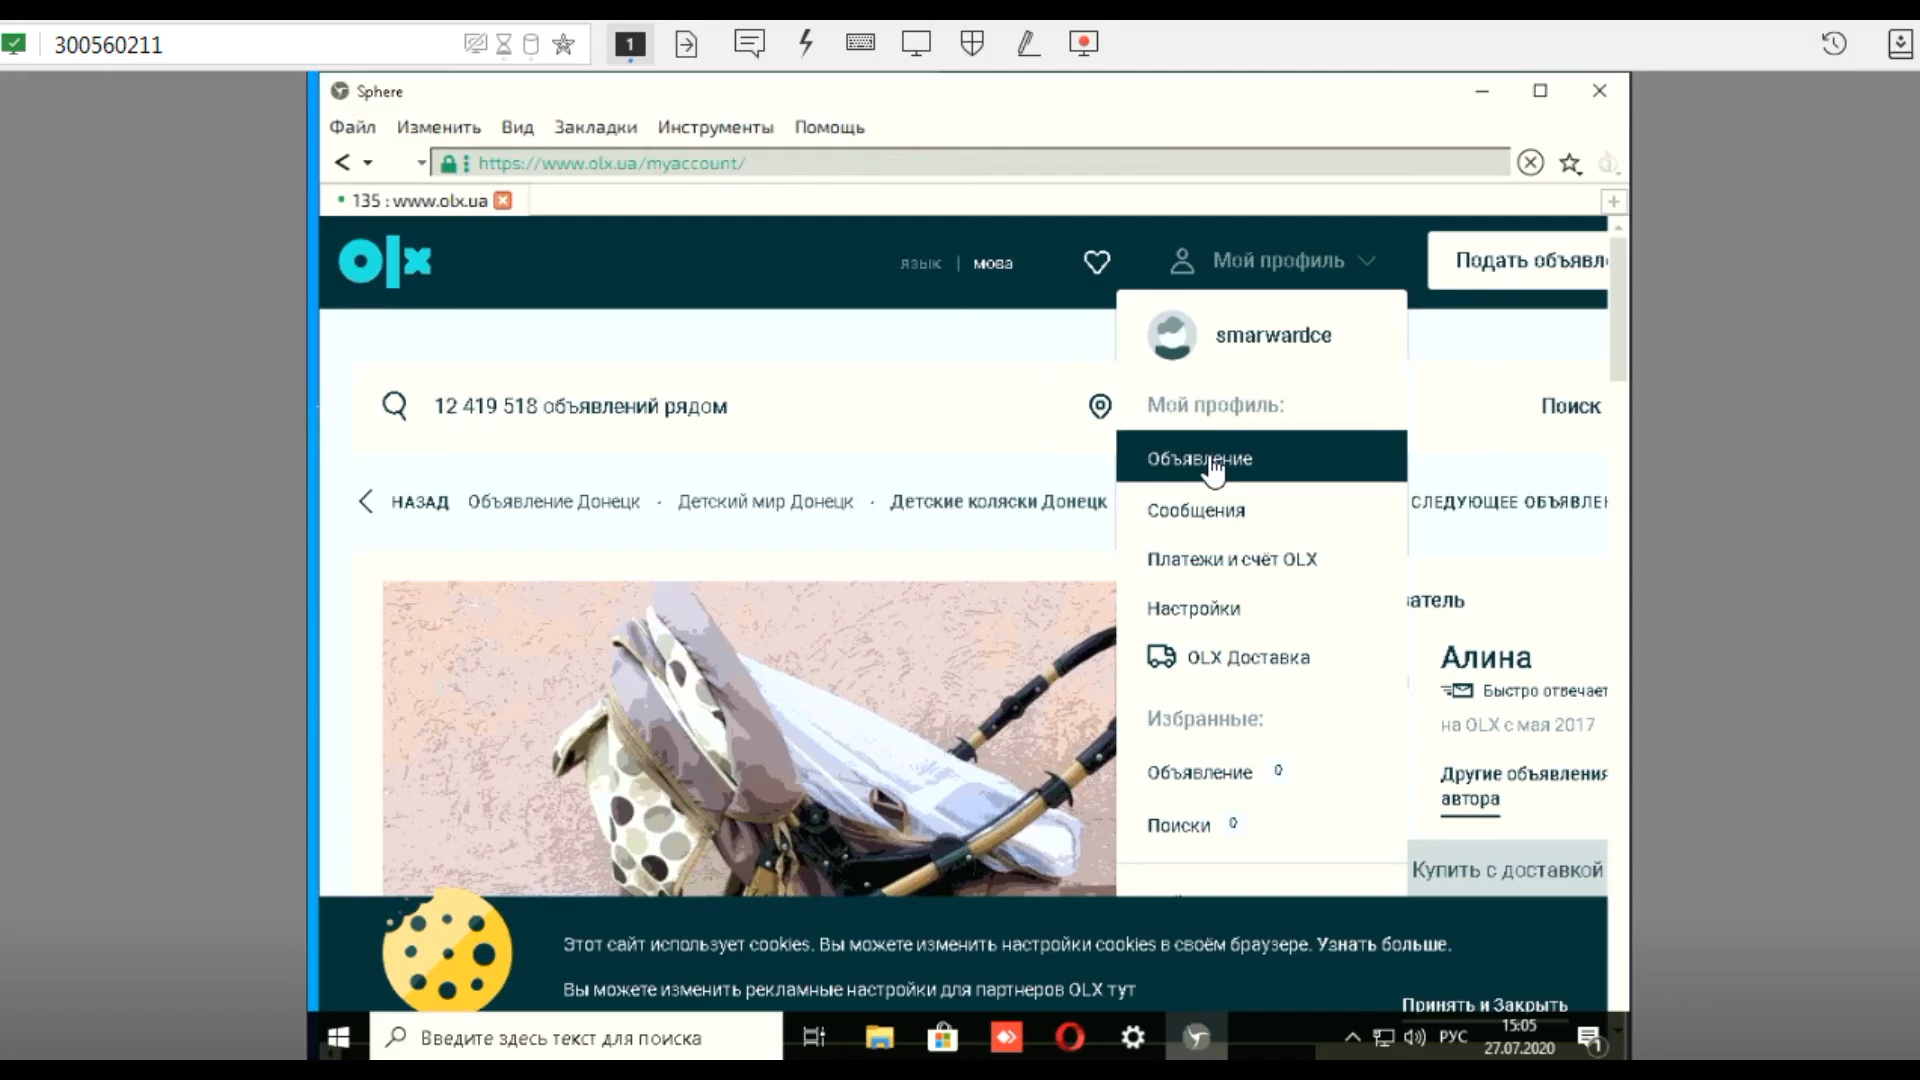 300560211
1
Sphere
Файл Изменить Вид Закладки Инструменты Помощь
https://www.olx.ua/myaccount/
135 : www.olx.ua
olx
язык | мова
Мой профиль
Подать объявл
smarwardce
12 419 518 объявлений рядом
Мой профиль:
Поиск
Объявление
НАЗАД Объявление Донецк · Детский мир Донецк · Детские коляски Донецк
СЛЕДУЮЩЕЕ ОБЪЯВЛЕН
Сообщения
Платежи и счёт OLX
Настройки
атель
OLX Доставка
Алина
Быстро отвечает
на OLX с мая 2017
Избранные:
Объявление 0
Другие объявления
автора
Поиски 0
Купить с доставкой
Этот сайт использует cookies. Вы можете изменить настройки cookies в своём браузере. Узнать больше.
Вы можете изменить рекламные настройки для партнеров OLX тут
Принять и Закрыть
Введите здесь текст для поиска
РУС
15:05
27.07.2020
1